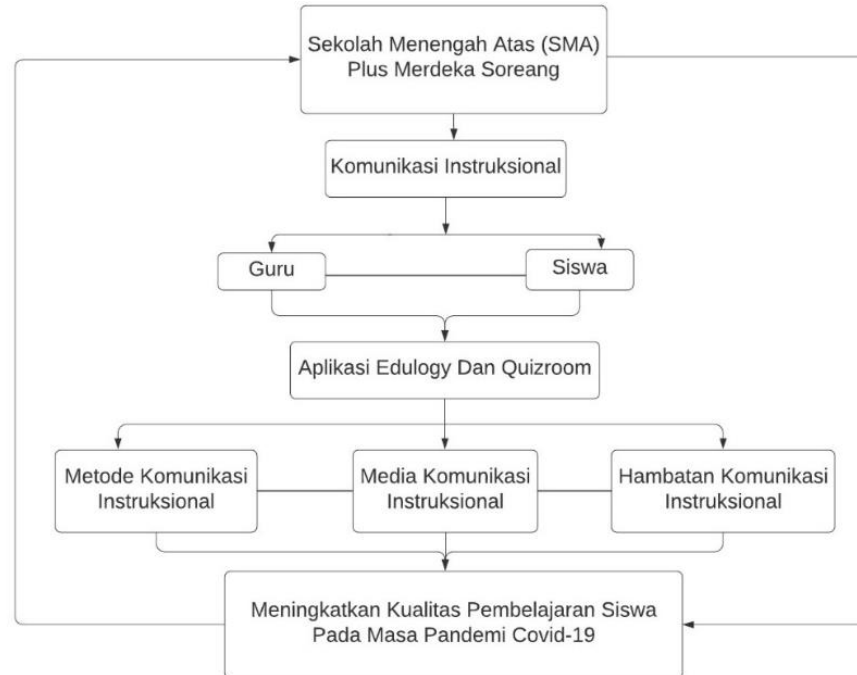 Sekolah Menengah Atas (SMA)
Plus Merdeka Soreang
Komunikasi Instruksional
Guru
Siswa
Aplikasi Edulogy Dan Quizroom
Metode Komunikasi
Instruksional
Media Komunikasi
Instruksional
Hambatan Komunikasi
Instruksional
Meningkatkan Kualitas Pembelajaran Siswa
Pada Masa Pandemi Covid-19